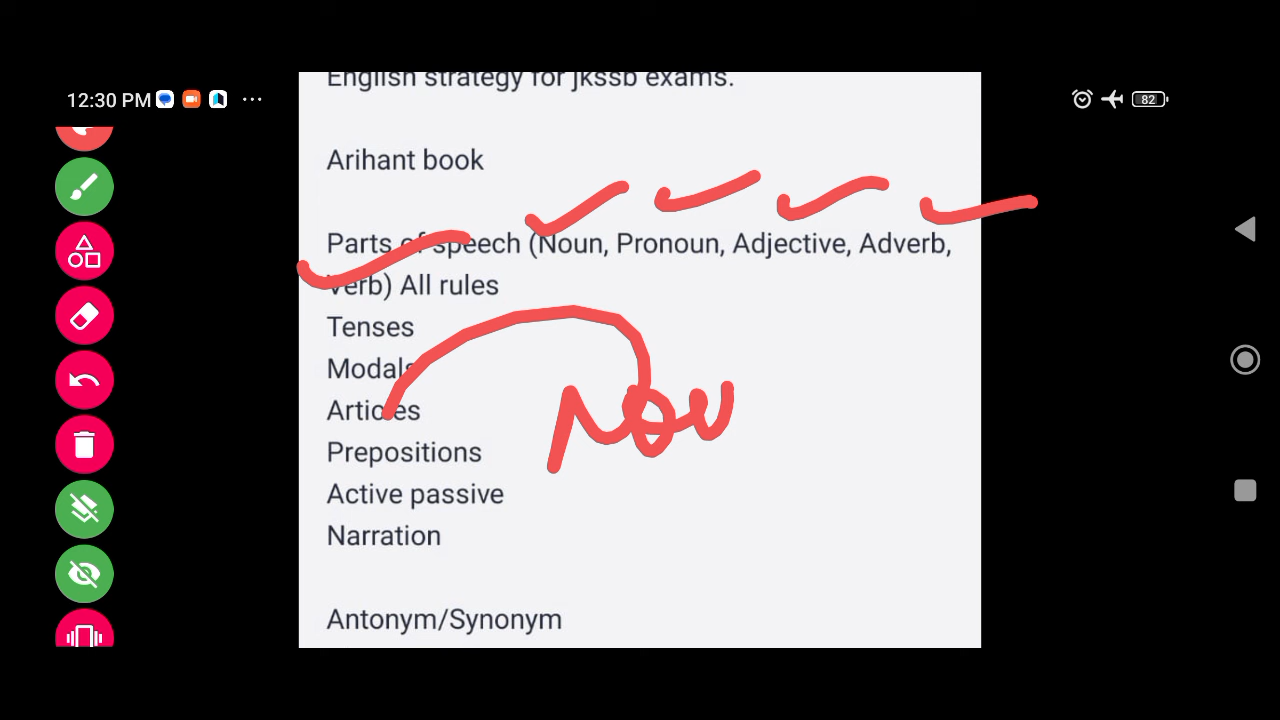 12:30 PM ... 82
English strategy for jkssb exams.
Arihant book
Parts of speech (Noun, Pronoun, Adjective, Adverb,
Verb) All rules
Tenses
Modals
Articles
Nou
Prepositions
Active passive
Narration
Antonym/Synonym